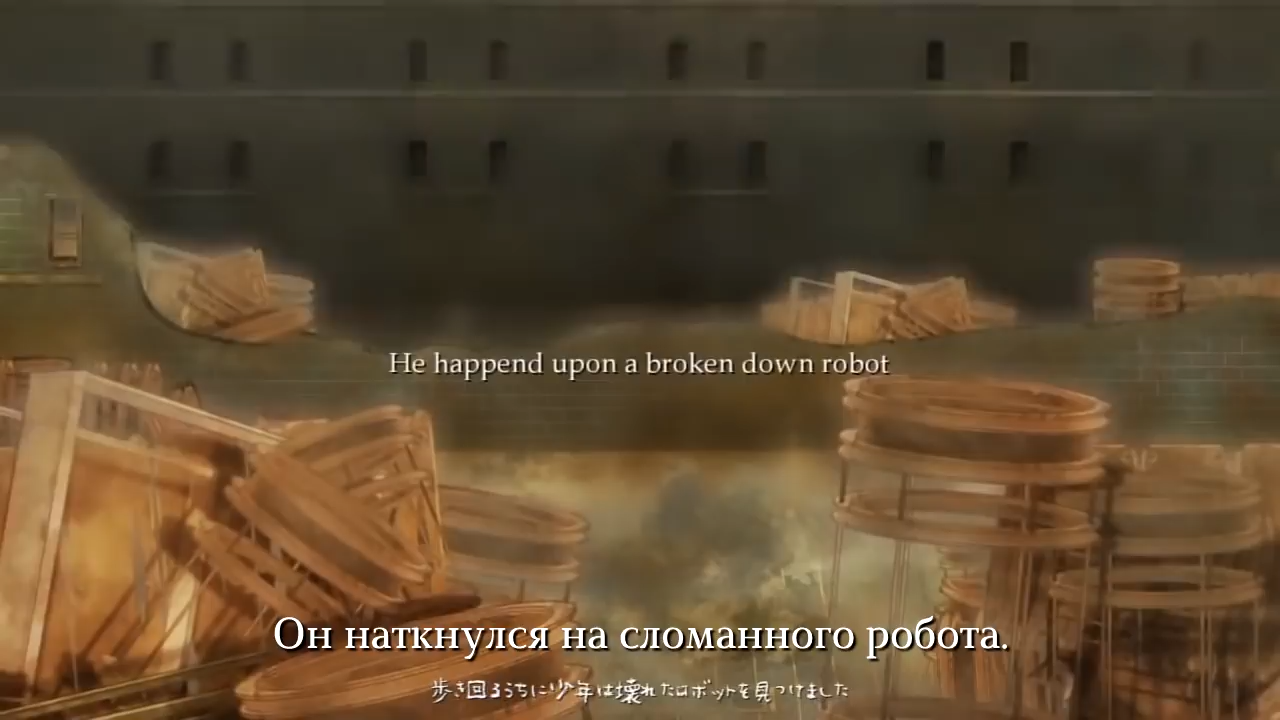 He happend upon a broken down robot
Он наткнулся на сломанного робота.
歩き回るうちに少年は壊れたロボットを見つけました